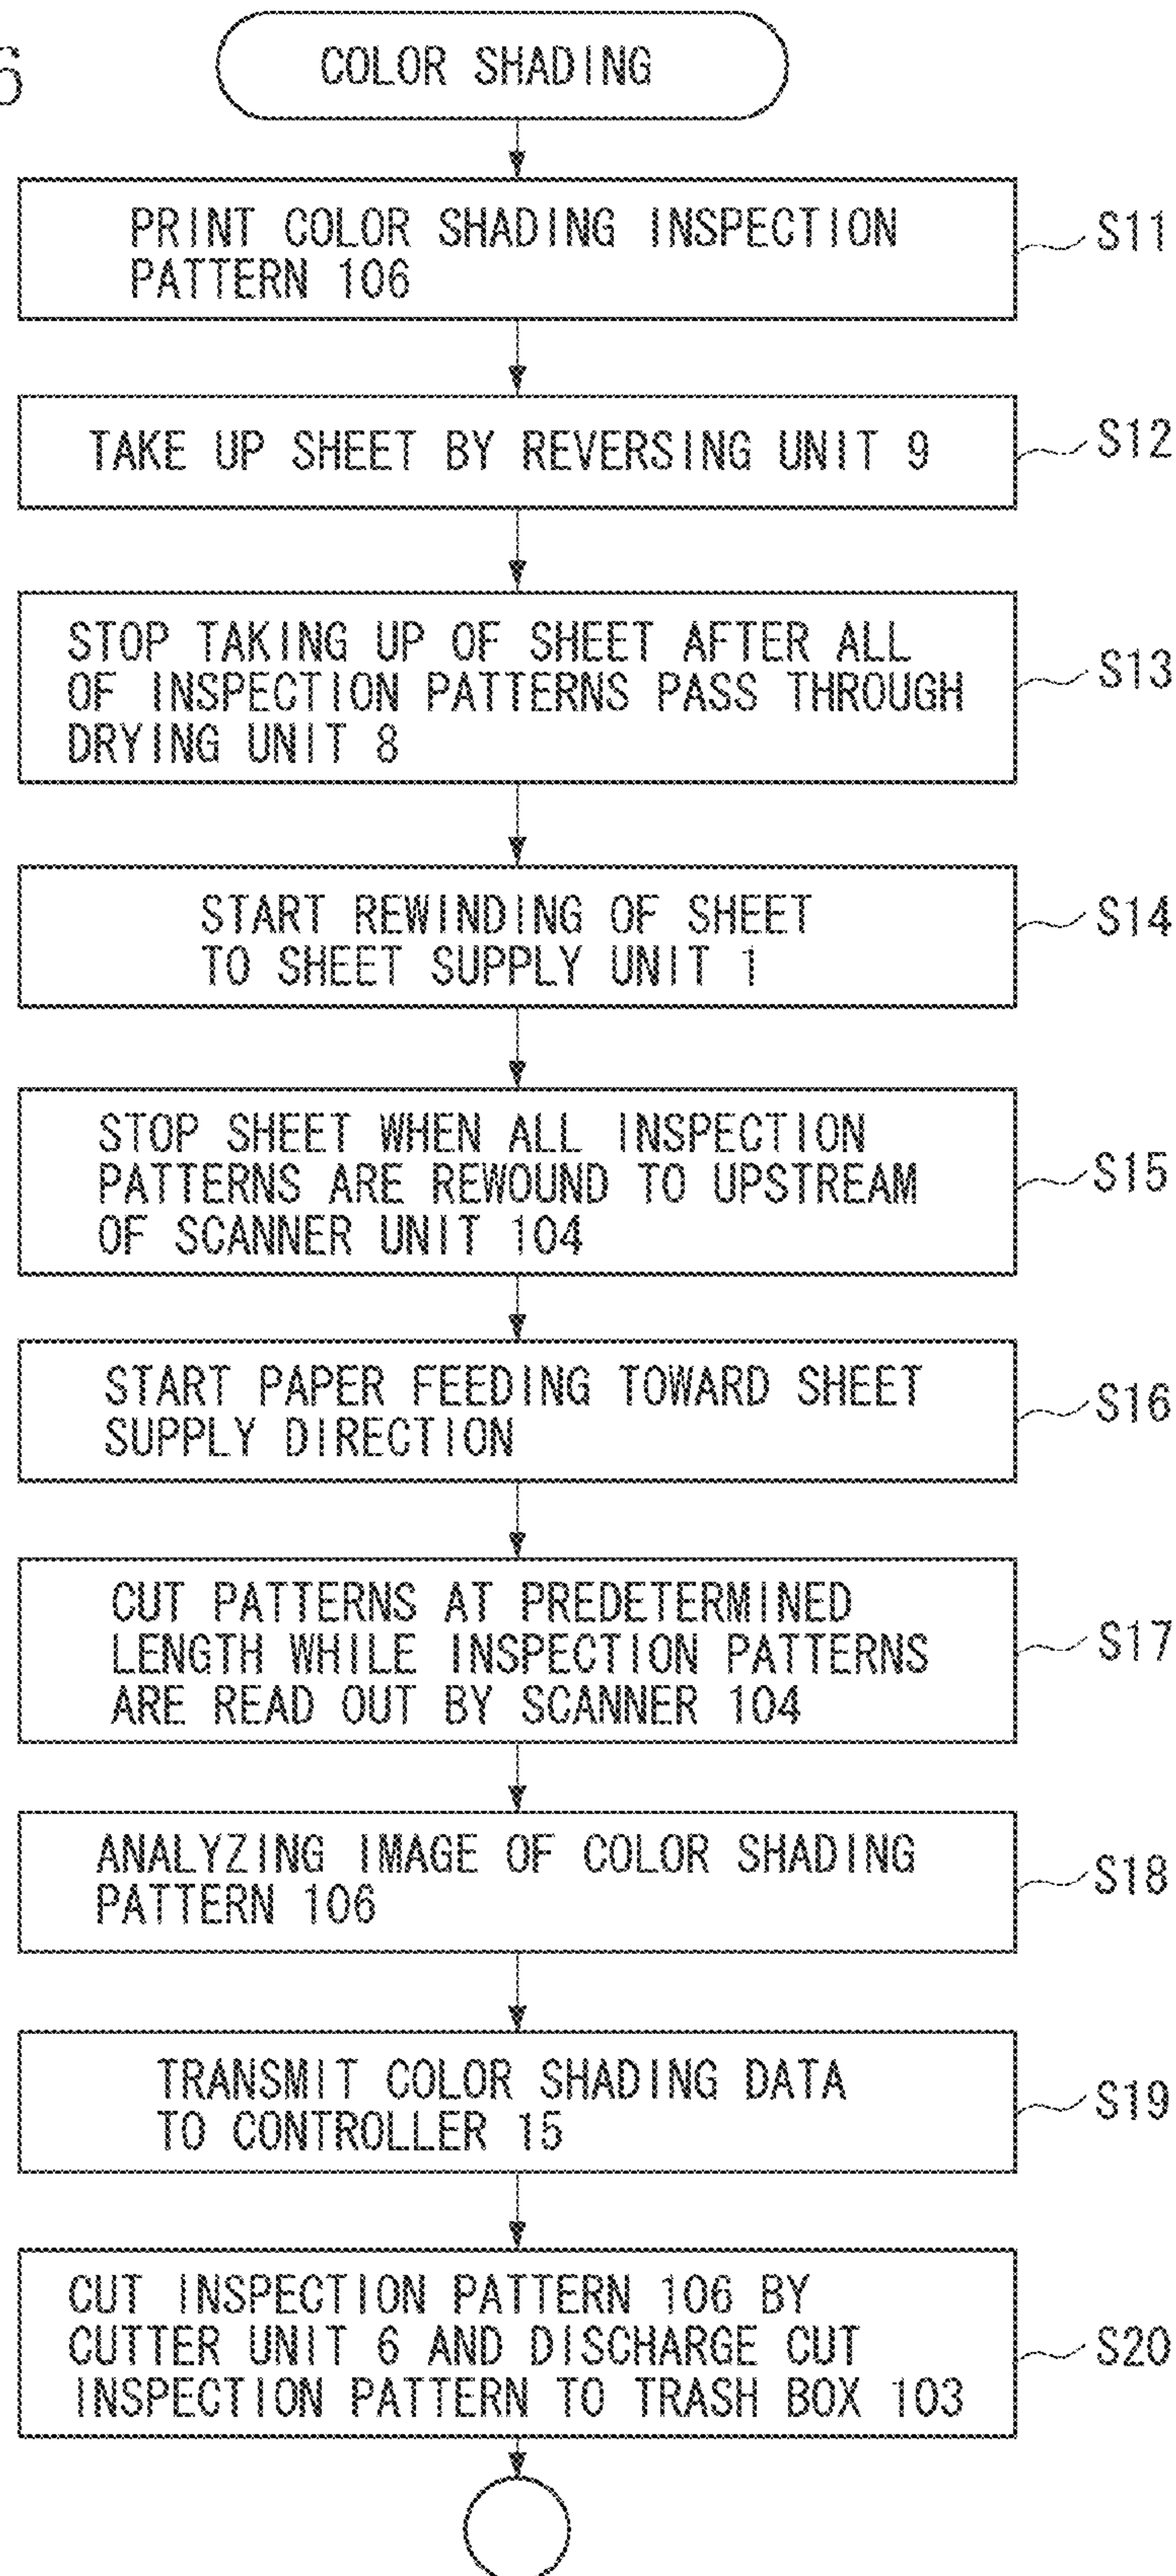 6
COLOR SHADING
PRINT COLOR SHADING INSPECTION
PATTERN 106
S11
TAKE UP SHEET BY REVERSING UNIT 9
S12
STOP TAKING UP OF SHEET AFTER ALL
OF INSPECTION PATTERNS PASS THROUGH
DRYING UNIT 8
S13
START REWINDING OF SHEET
TO SHEET SUPPLY UNIT 1
S14
STOP SHEET WHEN ALL INSPECTION
PATTERNS ARE REWOUND TO UPSTREAM
OF SCANNER UNIT 104
S15
START PAPER FEEDING TOWARD SHEET
SUPPLY DIRECTION
S16
CUT PATTERNS AT PREDETERMINED
LENGTH WHILE INSPECTION PATTERNS
ARE READ OUT BY SCANNER 104
S17
ANALYZING IMAGE OF COLOR SHADING
PATTERN 106
S18
TRANSMIT COLOR SHADING DATA
TO CONTROLLER 15
S19
CUT INSPECTION PATTERN 106 BY
CUTTER UNIT 6 AND DISCHARGE CUT
INSPECTION PATTERN TO TRASH BOX 103
S20